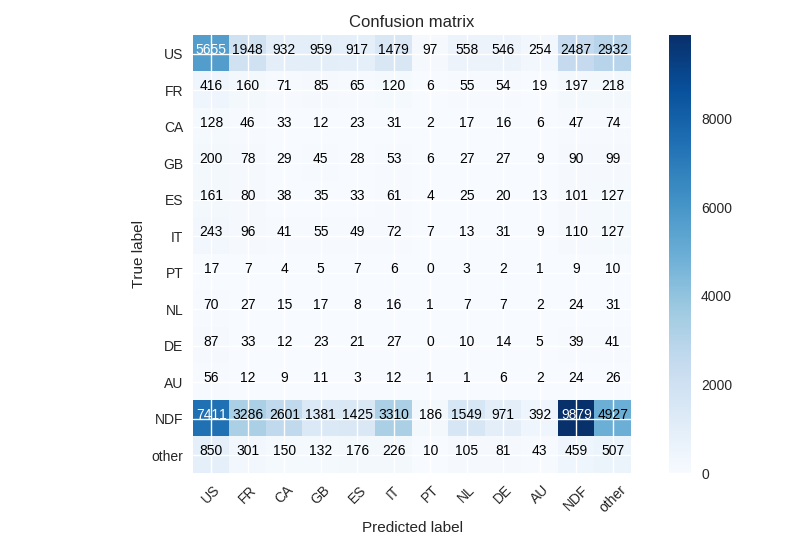 Confusion matrix
US 5655 1948 932 959 917 1479 97 558 546 254 2487 2932
FR 416 160 71 85 65 120 6 55 54 19 197 218
CA 128 46 33 12 23 31 2 17 16 6 47 74
GB 200 78 29 45 28 53 6 27 27 9 90 99
ES 161 80 38 35 33 61 4 25 20 13 101 127
IT 243 96 41 55 49 72 7 13 31 9 110 127
PT 17 7 4 5 7 6 0 3 2 1 9 10
NL 70 27 15 17 8 16 1 7 7 2 24 31
DE 87 33 12 23 21 27 0 10 14 5 39 41
AU 56 12 9 11 3 12 1 1 6 2 24 26
NDF 7411 3286 2601 1381 1425 3310 186 1549 971 392 9879 4927
other 850 301 150 132 176 226 10 105 81 43 459 507
US FR CA GB ES IT PT NL DE AU NDF other
Predicted label
True label
8000
6000
4000
2000
0